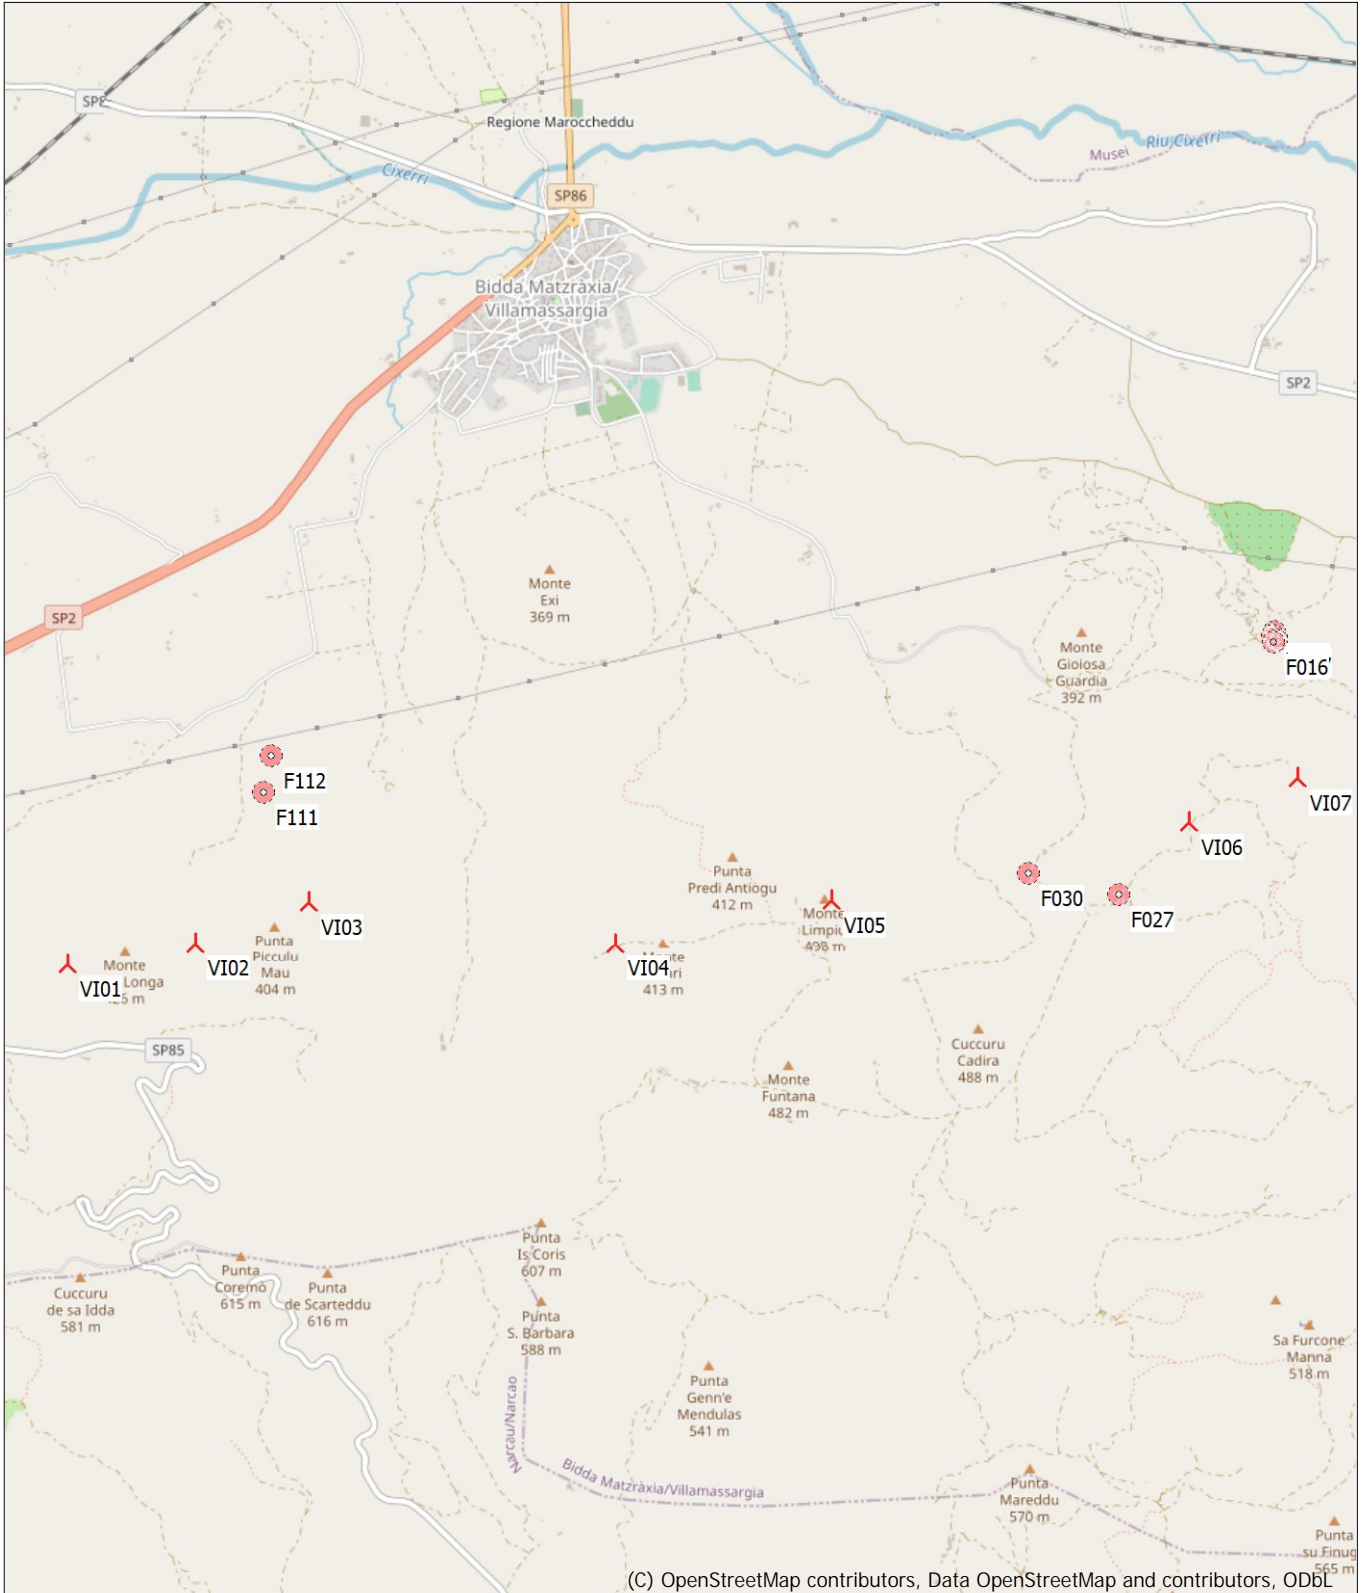 SP8
Regione Maroccheddu
Musei
Riu Cixerri
Cixerri
SP86
Bidda Matzràxia/
Villamassargia
SP2
Monte
Exi
369 m
SP2
Monte
Gioiosa
Guardia
392 m
F016
F112
F111
VI07
VI06
Punta
Predi Antiogu
412 m
F030
F027
VI05
Monte
VI03
Punta
Picculu
Mau
404 m
VI02
Monte
Longa
VI01
VI04
413 m
SP85
Cuccuru
Cadira
488 m
Monte
Funtana
482 m
Punta
Is Coris
607 m
Punta
Coremò
615 m
Punta
de Scarteddu
616 m
Cuccuru
de sa Idda
581 m
Punta
S. Barbara
588 m
Sa Furcone
Manna
518 m
Punta
Genn'e
Mendulas
541 m
Narcau/Narcao
Bidda Matzràxia/Villamassargia
Punta
Mareddu
570 m
Punta
su Finug
565 m
(C) OpenStreetMap contributors, Data OpenStreetMap and contributors, ODbL